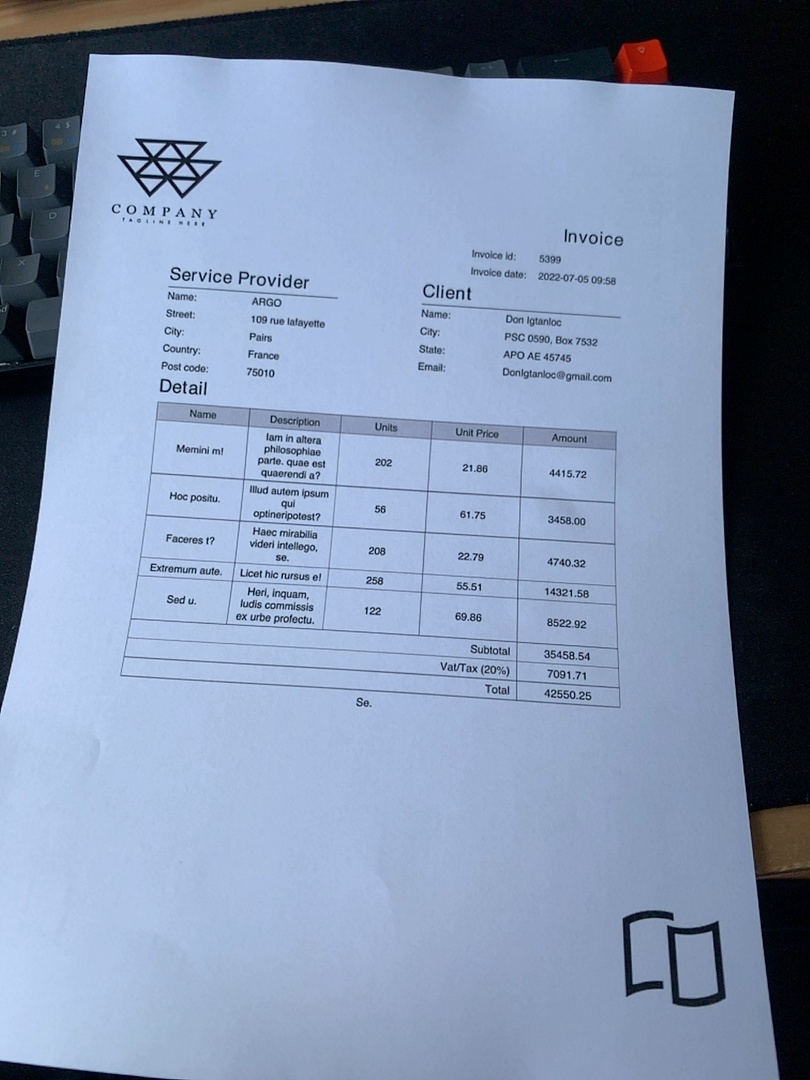 COMPANY
TAGLINE HERE
Invoice
Invoice id: 5399
Invoice date: 2022-07-05 09:58
Service Provider
Name: ARGO
Street: 109 rue lafayette
City: Pairs
Country: France
Post code: 75010
Client
Name: Don Igtanloc
City: PSC 0590, Box 7532
State: APO AE 45745
Email: DonIgtanloc@gmail.com
Detail
Name Description Units Unit Price Amount
Memini m! Iam in altera philosophiae parte. quae est quaerendi a? 202 21.86 4415.72
Hoc positu. Illud autem ipsum qui optineripotest? 56 61.75 3458.00
Faceres t? Haec mirabilia videri intellego, se. 208 22.79 4740.32
Extremum aute. Licet hic rursus e! 258 55.51 14321.58
Sed u. Heri, inquam, ludis commissis ex urbe profectu. 122 69.86 8522.92
Subtotal 35458.54
Vat/Tax (20%) 7091.71
Total 42550.25
Se.